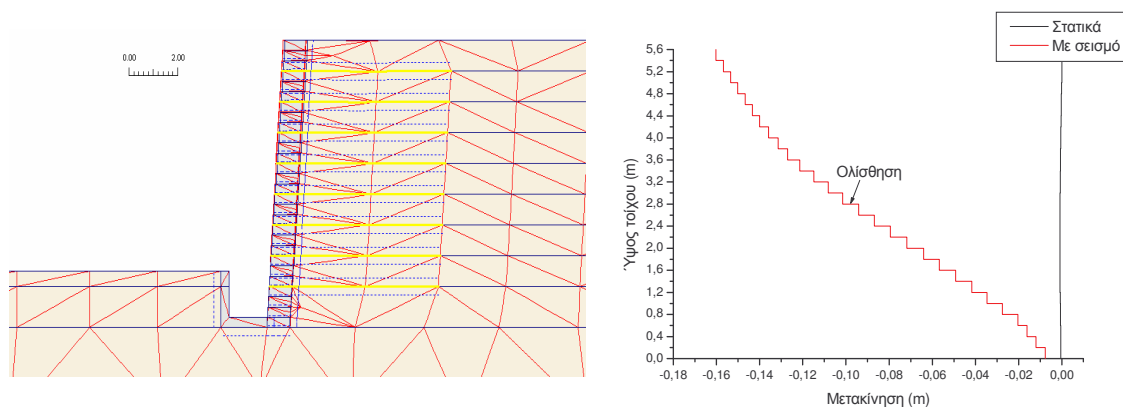 0.00 2.00
Στατικά
Με σεισμό
5,6
5,2
4,8
4,4
4,0
3,6
3,2
2,8
2,4
2,0
1,6
1,2
0,8
0,4
0,0
Ύψος τοίχου (m)
Ολίσθηση
-0,18 -0,16 -0,14 -0,12 -0,10 -0,08 -0,06 -0,04 -0,02 0,00
Μετακίνηση (m)